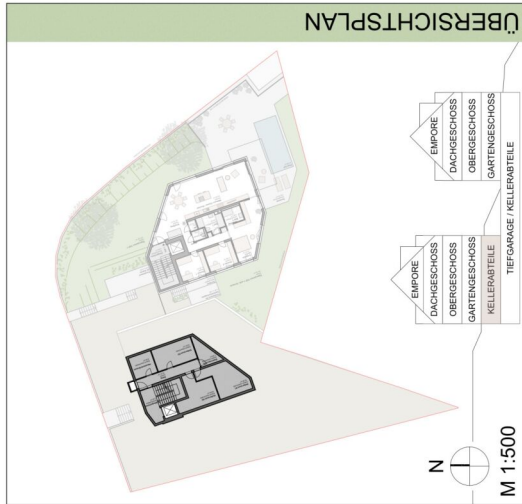 ÜBERSICHTSPLAN
EMPORE
DACHGESCHOSS
OBERGESCHOSS
GARTENGESCHOSS
EMPORE
DACHGESCHOSS
OBERGESCHOSS
GARTENGESCHOSS
KELLERABTEILE
TIEFGARAGE / KELLERABTEILE
N
M 1:500